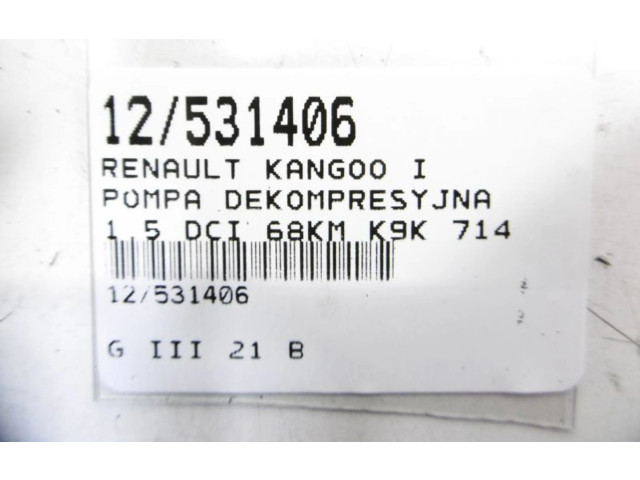 12/531406
RENAULT KANGOO I
POMPA DEKOMPRESYJNA
1.5 DCI 68KM K9K 714
12/531406
G III 21 B